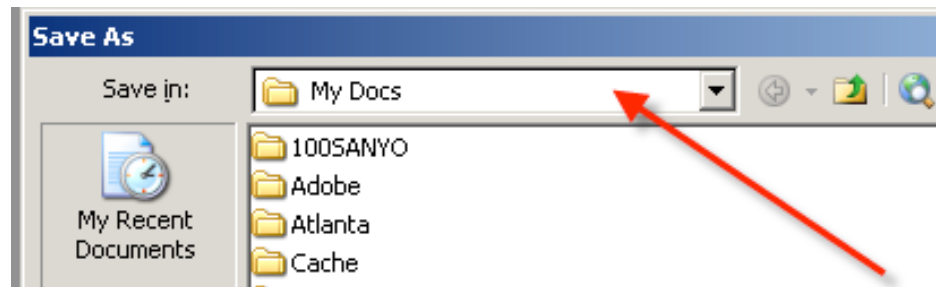 Save As
Save in:
My Docs
100SANYO
Adobe
Atlanta
Cache
My Recent
Documents